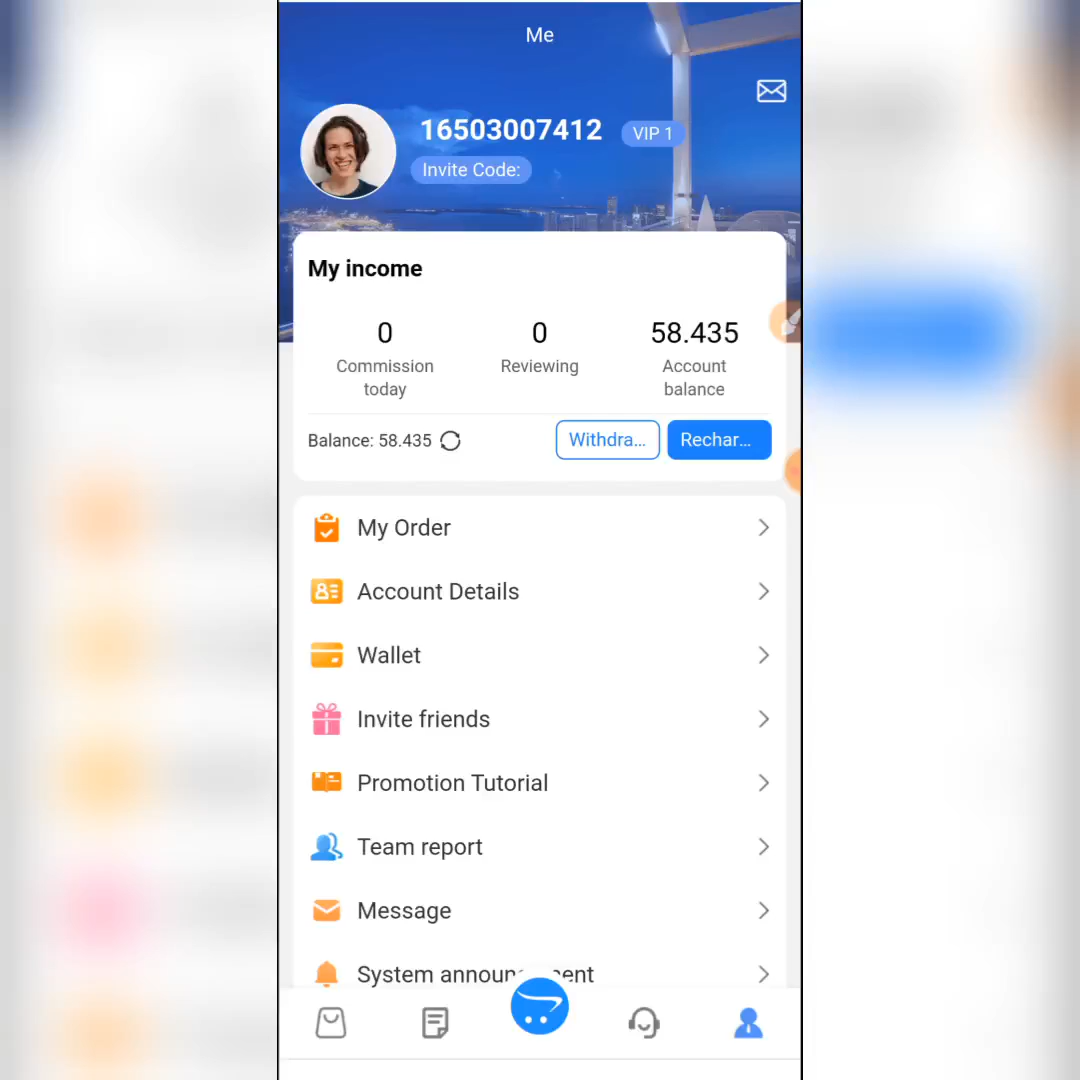 Me
16503007412 VIP 1
Invite Code:
My income
0 0 58.435
Commission today Reviewing Account balance
Balance: 58.435 Withdra... Rechar...
My Order
Account Details
Wallet
Invite friends
Promotion Tutorial
Team report
Message
System